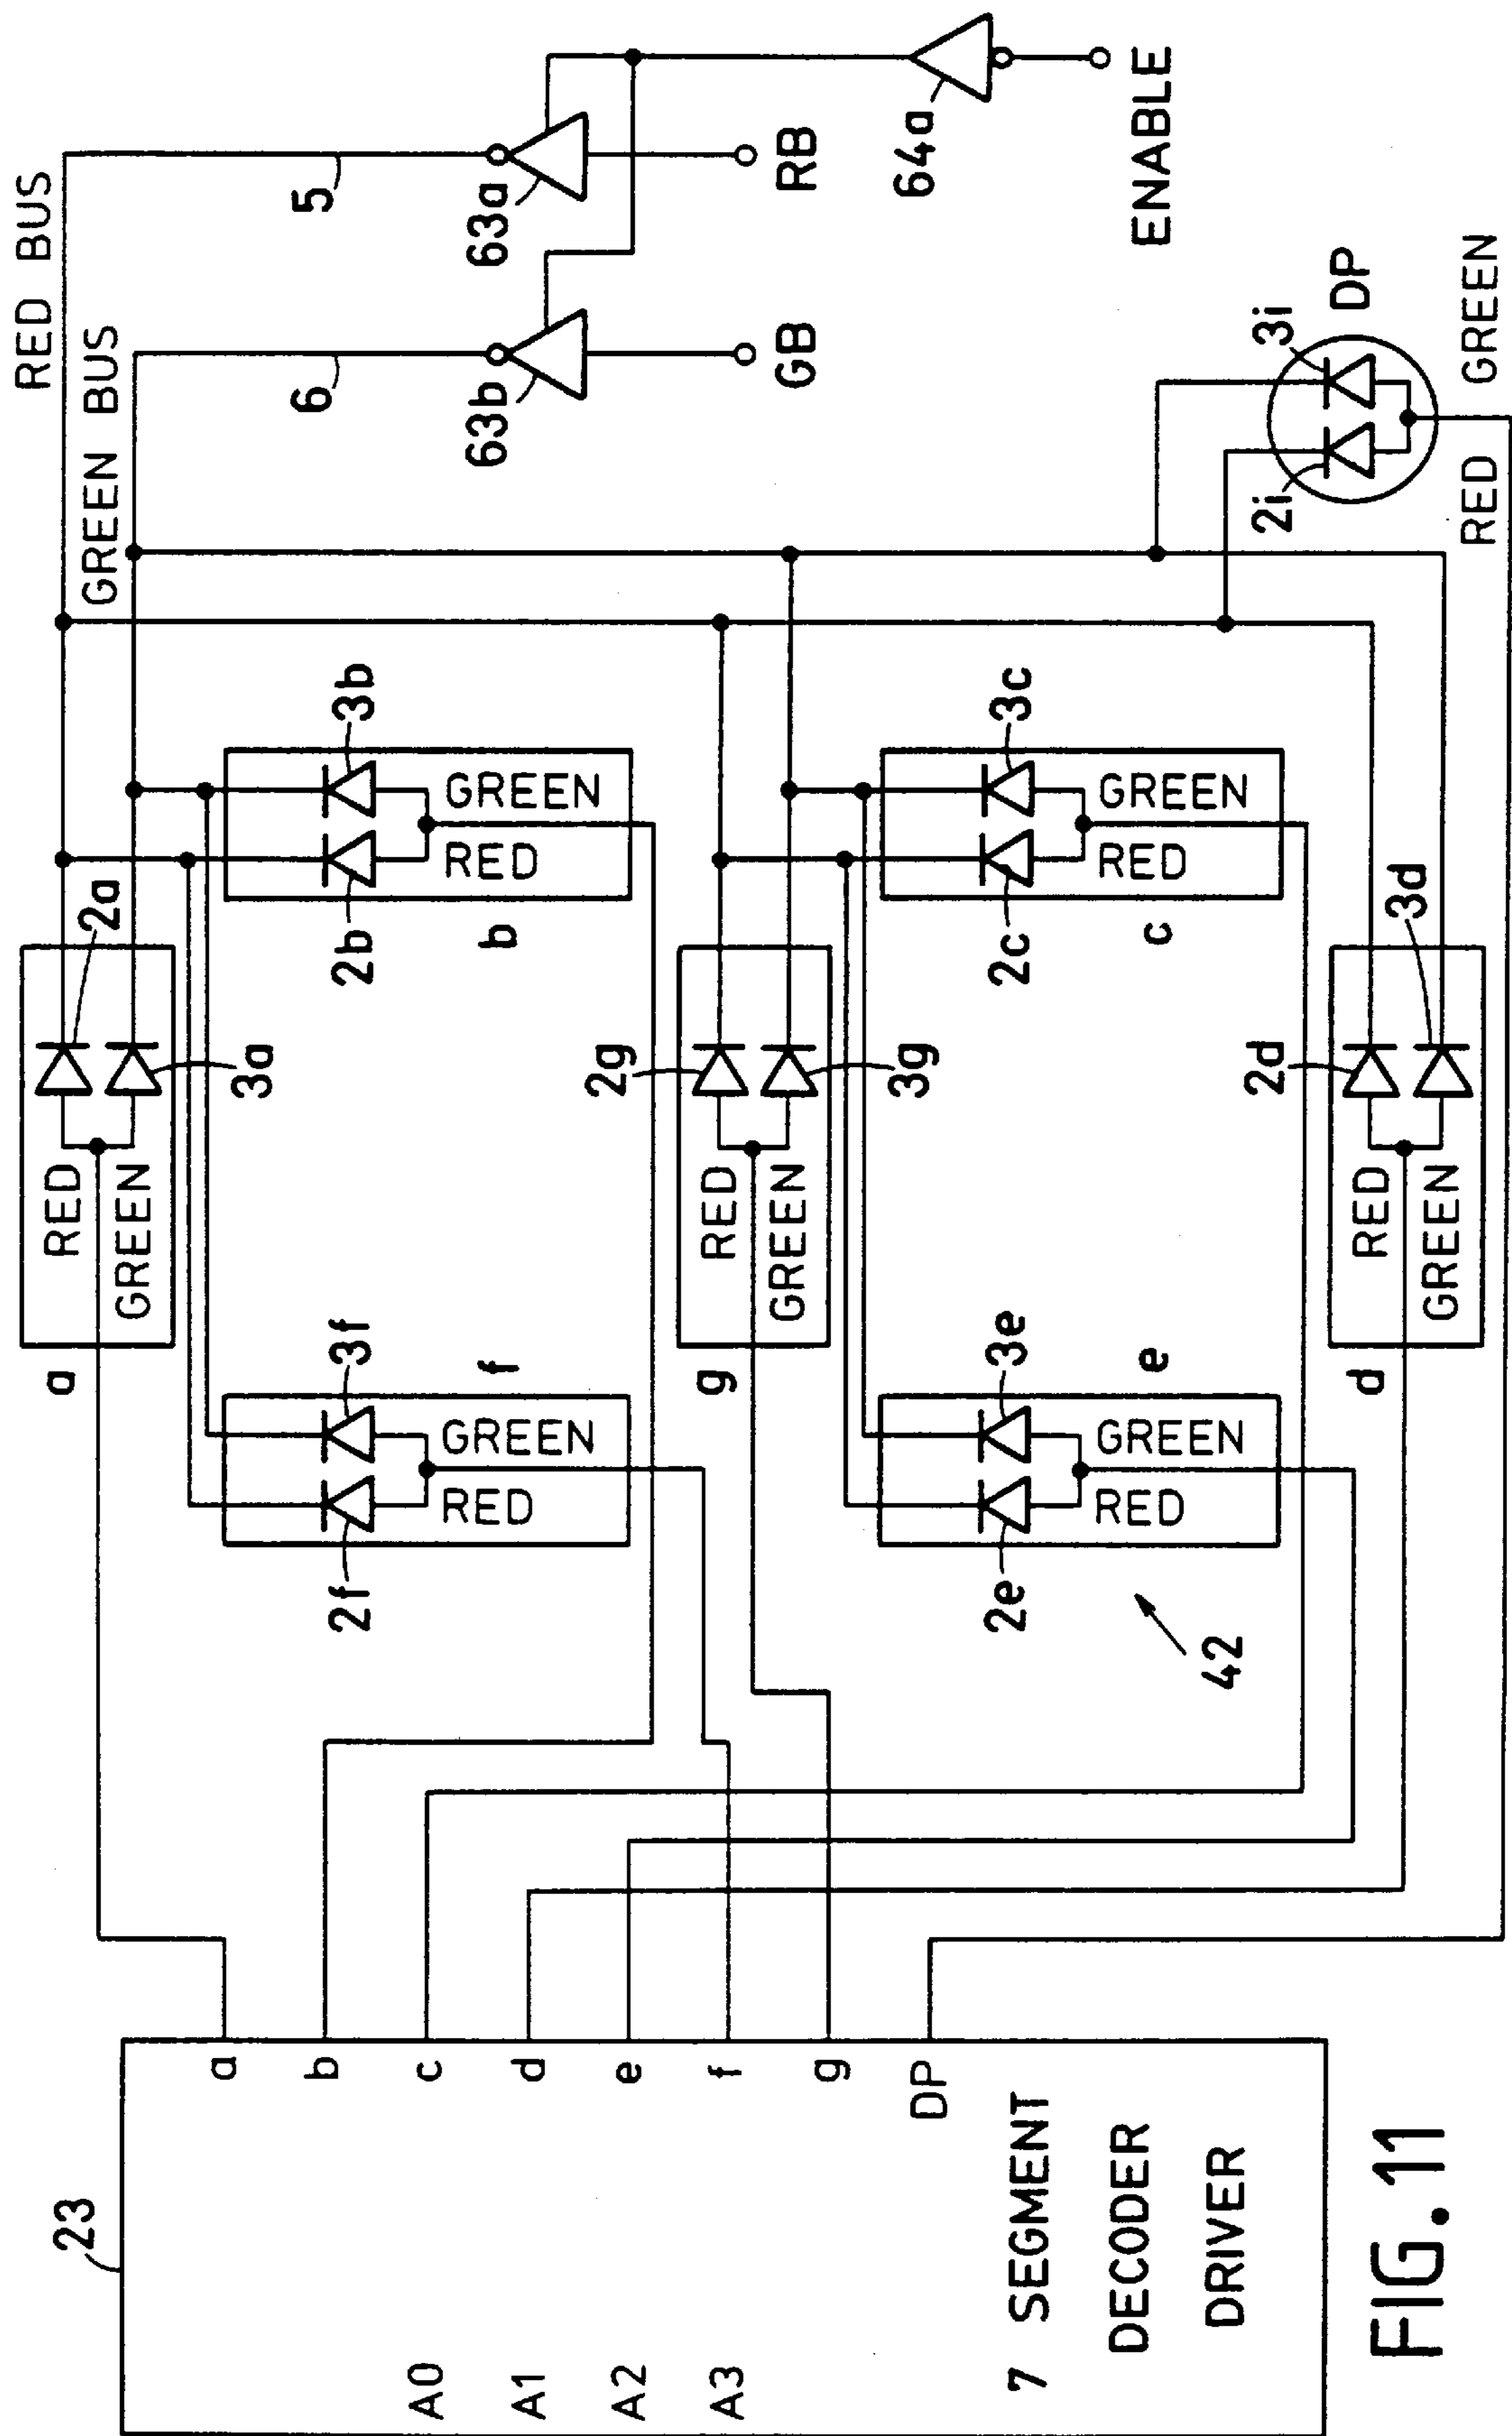 RED BUS
GREEN BUS
5
6
63a
63b
64a
RB
GB
ENABLE
a
RED
GREEN
2a
3a
f
2f
3f
RED
GREEN
b
2b
3b
RED
GREEN
g
RED
GREEN
2g
3g
e
2e
3e
RED
GREEN
c
2c
3c
RED
GREEN
d
RED
GREEN
2d
3d
DP
2i
3i
RED
GREEN
42
23
a
b
c
d
e
f
g
DP
A0
A1
A2
A3
7 SEGMENT
DECODER
DRIVER
FIG. 11